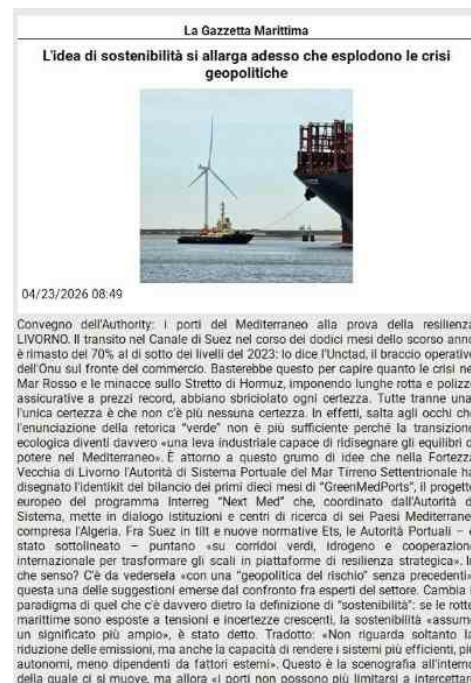 La Gazzetta Marittima
L'idea di sostenibilità si allarga adesso che esplodono le crisi
geopolitiche
04/23/2026 08:49
Convegno dell'Authority: i porti del Mediterraneo alla prova della resilienza
LIVORNO. Il transito nel Canale di Suez nel corso dei dodici mesi dello scorso anno
è rimasto del 70% al di sotto dei livelli del 2023: lo dice l'Unctad, il braccio operativo
dell'Onu sul fronte del commercio. Basterebbe questo per capire quanto le crisi nel
Mar Rosso e le minacce sullo Stretto di Hormuz, imponendo lunghe rotta e polizze
assicurative a prezzi record, abbiano sbriciolato ogni certezza. Tutte tranne una:
l'unica certezza è che non c'è più nessuna certezza. In effetti, salta agli occhi che
l'enunciazione della retorica "verde" non è più sufficiente perché la transizione
ecologica diventi davvero «una leva industriale capace di ridisegnare gli equilibri di
potere nel Mediterraneo». È attorno a questo grumo di idee che nella Fortezza
Vecchia di Livorno l'Autorità di Sistema Portuale del Mar Tirreno Settentrionale ha
disegnato l'identikit del bilancio dei primi dieci mesi di "GreenMedPorts", il progetto
europeo del programma Interreg "Next Med" che, coordinato dall'Autorità di
Sistema, mette in dialogo istituzioni e centri di ricerca di sei Paesi Mediterranei
compresa l'Algeria. Fra Suez in tilt e nuove normative Ets, le Autorità Portuali – è
stato sottolineato – puntano «su corridoi verdi, idrogeno e cooperazione
internazionale per trasformare gli scali in piattaforme di resilienza strategica». In
che senso? C'è da vedersela «con una "geopolitica del rischio" senza precedenti»:
questa una delle suggestioni emerse dal confronto fra esperti del settore. Cambia il
paradigma di quel che c'è davvero dietro la definizione di "sostenibilità": se le rotte
marittime sono esposte a tensioni e incertezze crescenti, la sostenibilità «assume
un significato più ampio», è stato detto. Tradotto: «Non riguarda soltanto la
riduzione delle emissioni, ma anche la capacità di rendere i sistemi più efficienti, più
autonomi, meno dipendenti da fattori esterni». Questo è la scenografia all'interno
della quale ci si muove, ma allora «i porti non possono più limitarsi a intercettare